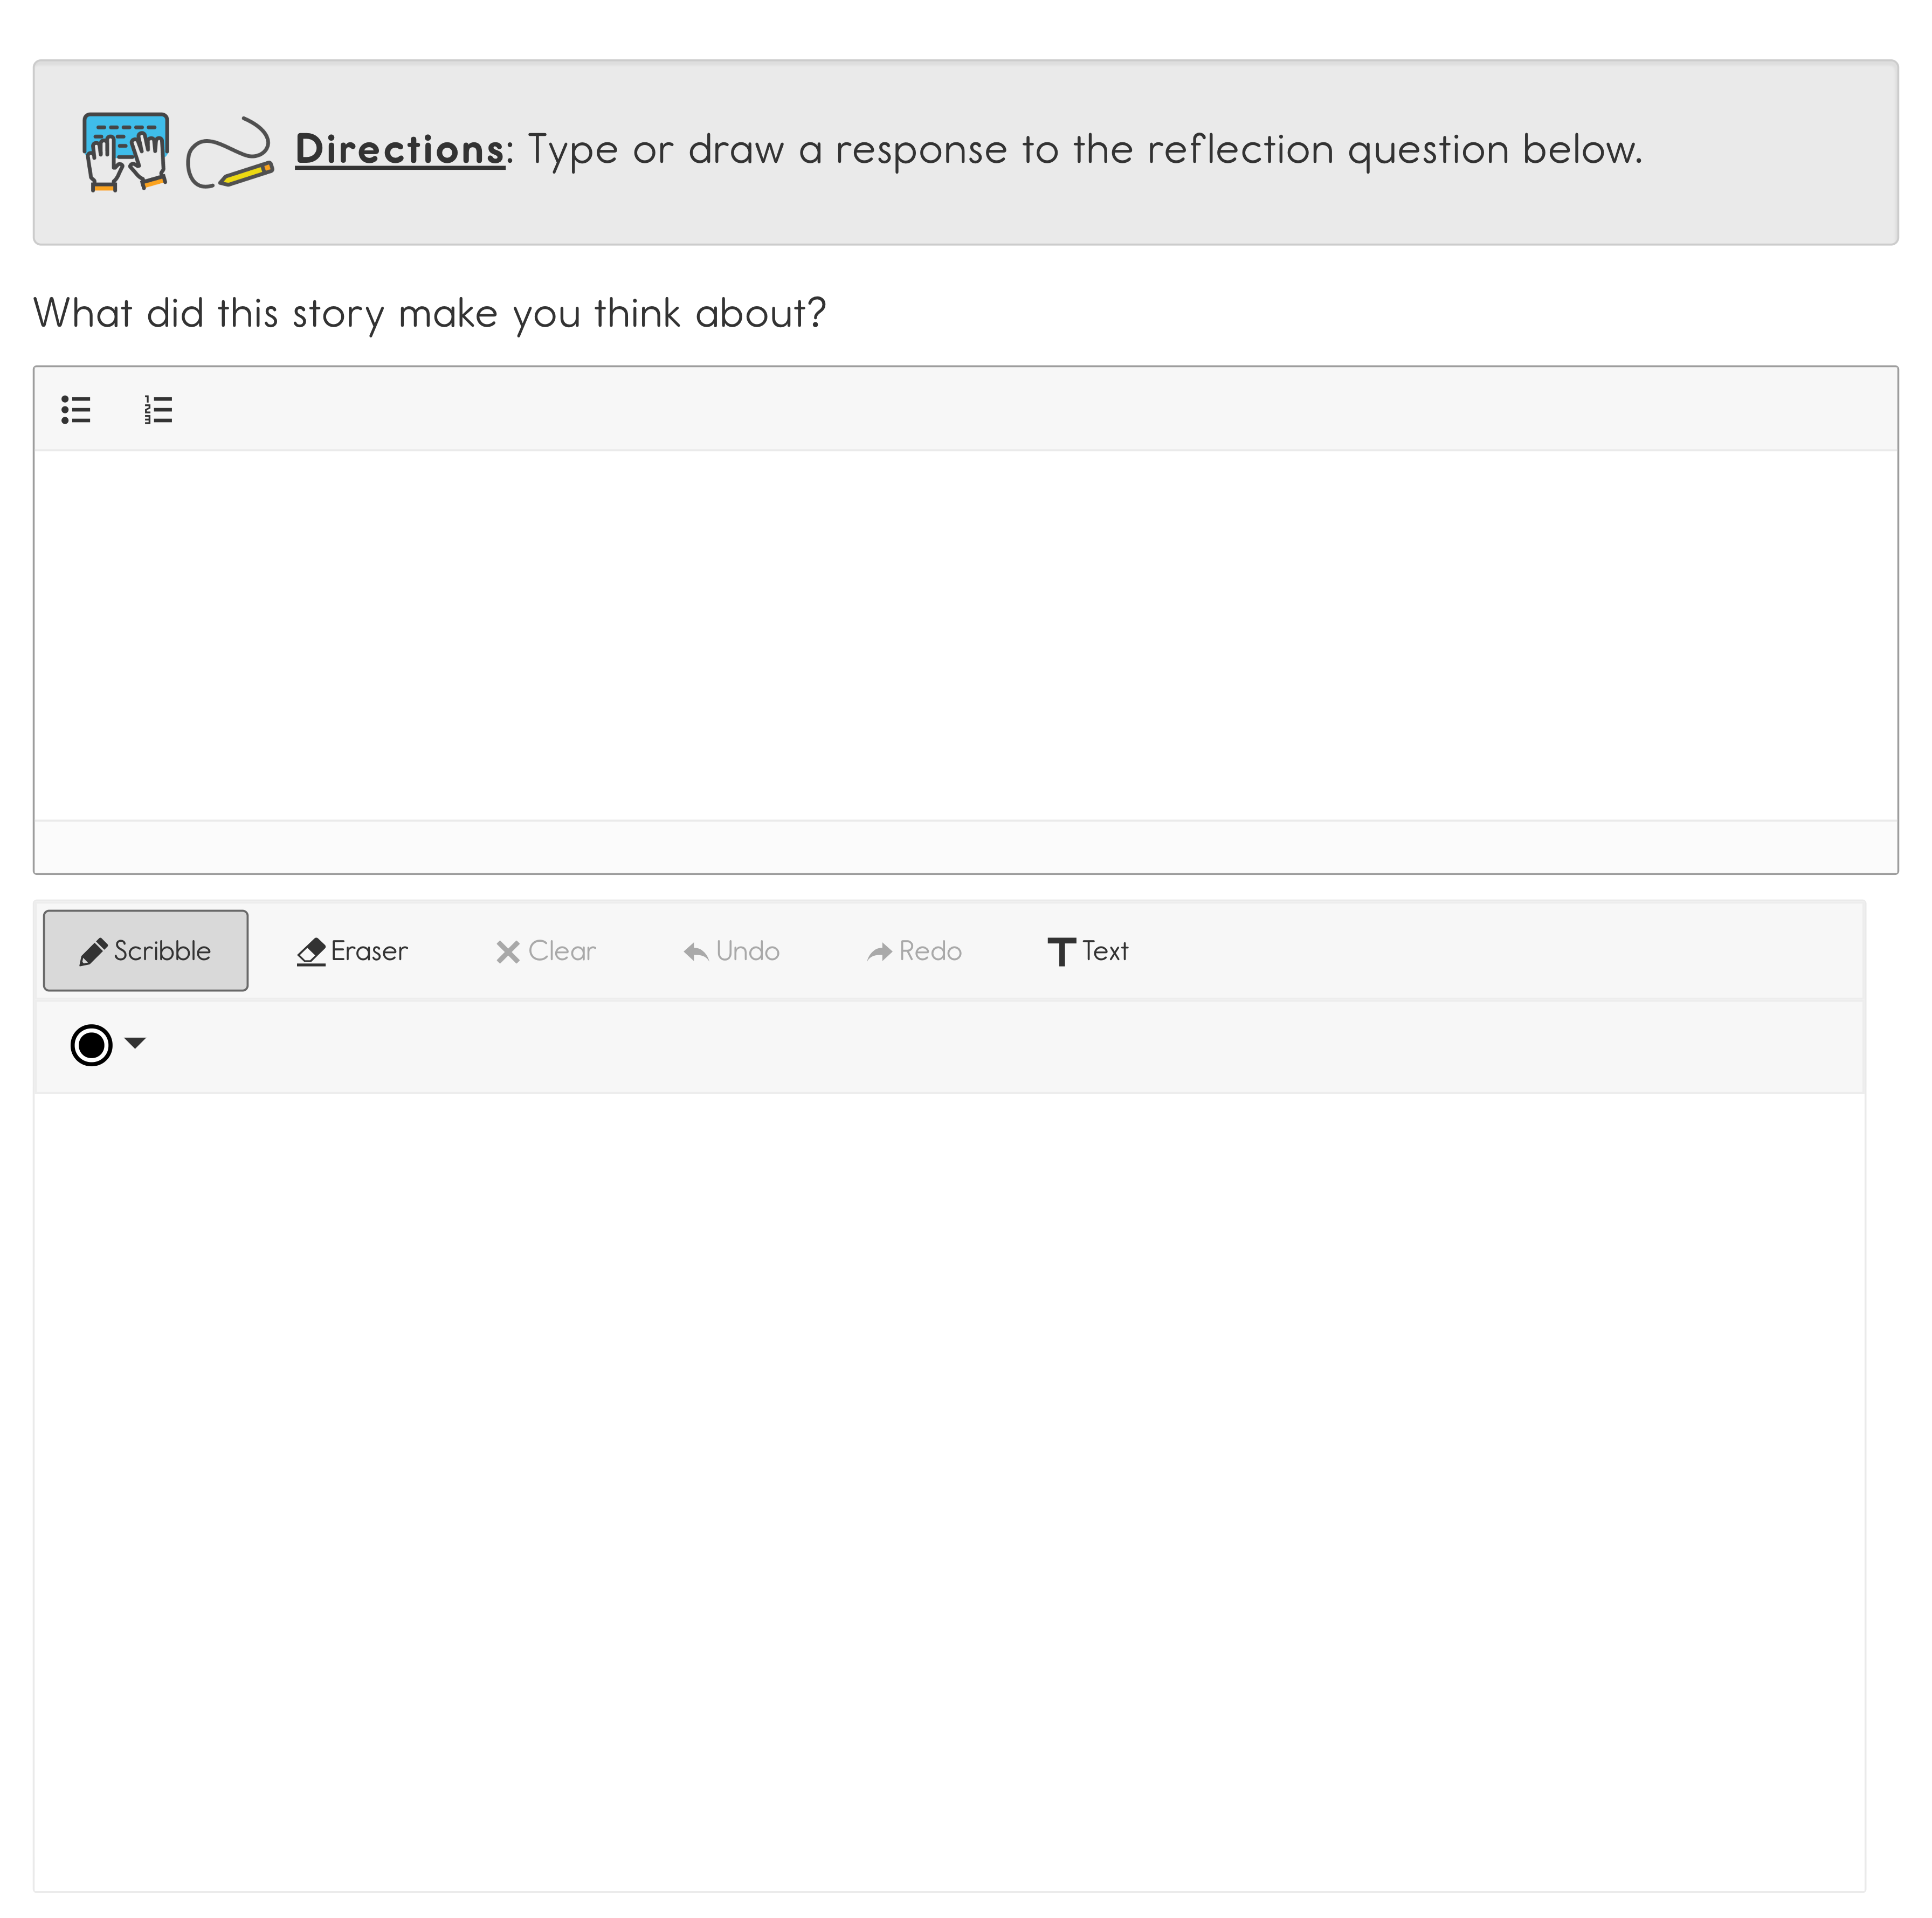 Directions: Type or draw a response to the reflection question below.
What did this story make you think about?
Scribble Eraser Clear Undo Redo Text